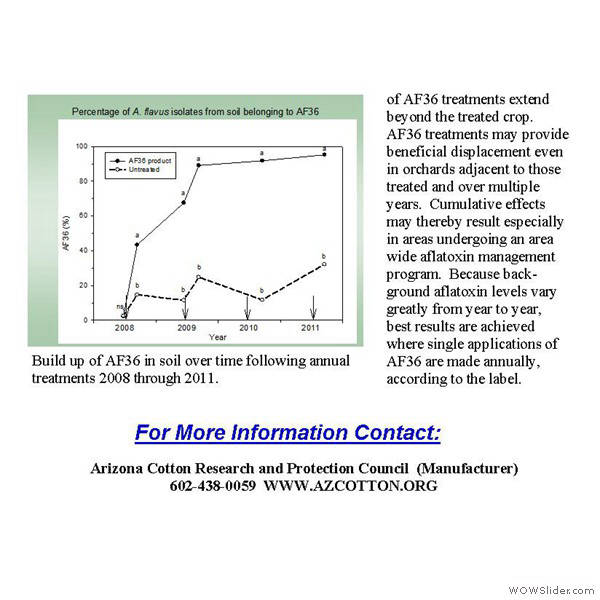 Percentage of A. flavus isolates from soil belonging to AF36
100
80
60
40
20
0
AF36 (%)
AF36 product
Untreated
ns
a
a
a
a
a
b
b
b
b
b
2008
2009
2010
2011
Year
Build up of AF36 in soil over time following annual
treatments 2008 through 2011.
of AF36 treatments extend
beyond the treated crop.
AF36 treatments may provide
beneficial displacement even
in orchards adjacent to those
treated and over multiple
years. Cumulative effects
may thereby result especially
in areas undergoing an area
wide aflatoxin management
program. Because back-
ground aflatoxin levels vary
greatly from year to year,
best results are achieved
where single applications of
AF36 are made annually,
according to the label.
For More Information Contact:
Arizona Cotton Research and Protection Council (Manufacturer)
602-438-0059 WWW.AZCOTTON.ORG
WOWSlider.com